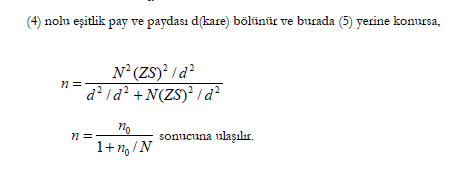 (4) nolu eşitlik pay ve paydası d(kare) bölünür ve burada (5) yerine konursa,
n = N²(ZS)² / d² / d² / d² + N(ZS)² / d²
n = n₀ / 1 + n₀ / N sonucuna ulaşılır.